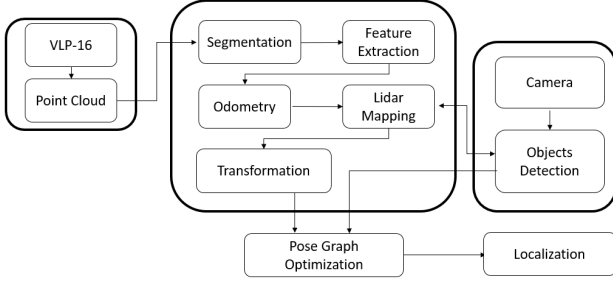 VLP-16
Point Cloud
Segmentation
Feature
Extraction
Odometry
Lidar
Mapping
Transformation
Camera
Objects
Detection
Pose Graph
Optimization
Localization